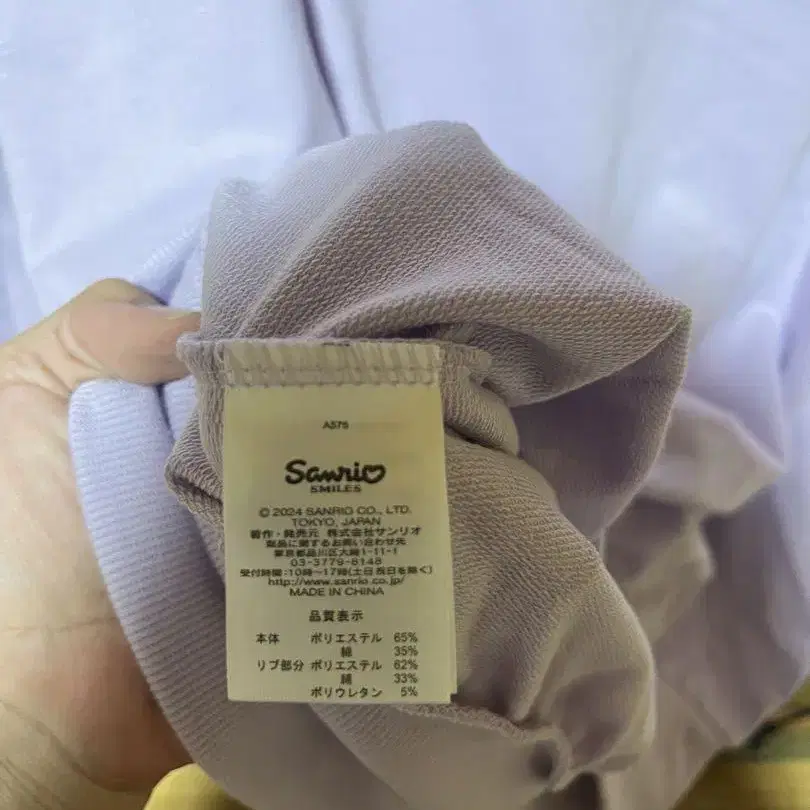 A575
Sanrio
SMILES
© 2024 SANRIO CO., LTD.
TOKYO, JAPAN
著作・発売元 株式会社サンリオ
製品に関するお買い合わせ先
東京都品川区大崎1-11-1
03-3779-8148
受付時間:10時~17時(土日祝日を除く)
http://www.sanrio.co.jp/
MADE IN CHINA
品質表示
本体 ポリエステル 65%
綿 35%
リブ部分 ポリエステル 62%
綿 33%
ポリウレタン 5%